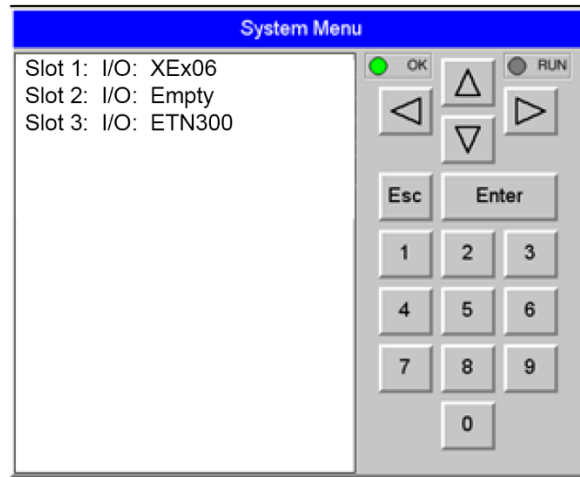 System Menu
Slot 1: I/O: XEx06
Slot 2: I/O: Empty
Slot 3: I/O: ETN300
OK
RUN
Esc
Enter
1
2
3
4
5
6
7
8
9
0